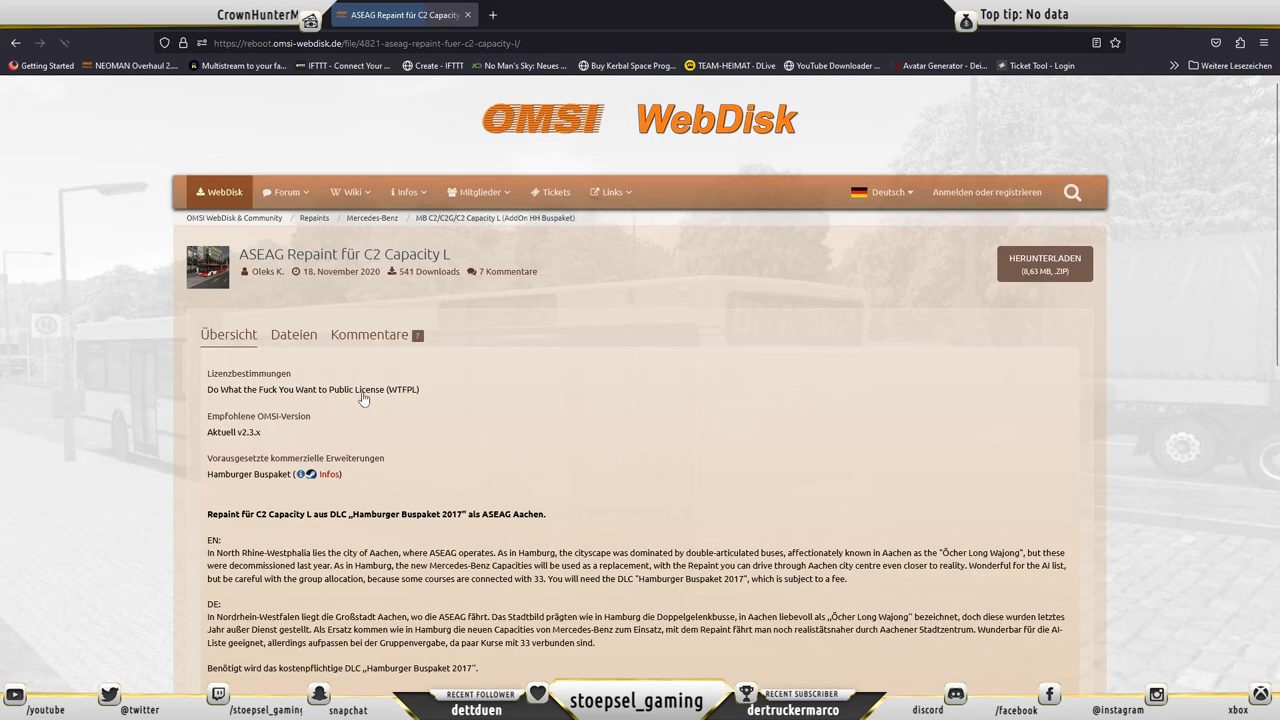 CrownHunterM
ASEAG Repaint für C2 Capacity
Top tip: No data
https://reboot.omsi-webdisk.de/file/4821-aseag-repaint-fuer-c2-capacity-l/
Getting Started
NEOMAN Overhaul 2....
Multistream to your fa...
IFTTT - Connect Your ...
Create - IFTTT
No Man's Sky: Neues ...
Buy Kerbal Space Prog...
TEAM-HEIMAT · DLive
YouTube Downloader ...
Avatar Generator - Dei...
Ticket Tool - Login
Weitere Lesezeichen
OMSI WebDisk
WebDisk
Forum
Wiki
Infos
Mitglieder
Tickets
Links
Deutsch
Anmelden oder registrieren
OMSI WebDisk & Community / Repaints / Mercedes-Benz / MB C2/C2G/C2 Capacity L (AddOn HH Buspaket)
ASEAG Repaint für C2 Capacity L
Oleks K. 18. November 2020 541 Downloads 7 Kommentare
HERUNTERLADEN
(8,63 MB, .ZIP)
Übersicht Dateien Kommentare 7
Lizenzbestimmungen
Do What the Fuck You Want to Public License (WTFPL)
Empfohlene OMSI-Version
Aktuell v2.3.x
Vorausgesetzte kommerzielle Erweiterungen
Hamburger Buspaket ( Infos)
Repaint für C2 Capacity L aus DLC „Hamburger Buspaket 2017" als ASEAG Aachen.
EN:
In North Rhine-Westphalia lies the city of Aachen, where ASEAG operates. As in Hamburg, the cityscape was dominated by double-articulated buses, affectionately known in Aachen as the "Öcher Long Wajong", but these
were decommissioned last year. As in Hamburg, the new Mercedes-Benz Capacities will be used as a replacement, with the Repaint you can drive through Aachen city centre even closer to reality. Wonderful for the AI list,
but be careful with the group allocation, because some courses are connected with 33. You will need the DLC "Hamburger Buspaket 2017", which is subject to a fee.
DE:
In Nordrhein-Westfalen liegt die Großstadt Aachen, wo die ASEAG fährt. Das Stadtbild prägten wie in Hamburg die Doppelgelenkbusse, in Aachen liebevoll als „Öcher Long Wajong" bezeichnet, doch diese wurden letztes
Jahr außer Dienst gestellt. Als Ersatz kommen wie in Hamburg die neuen Capacities von Mercedes-Benz zum Einsatz, mit dem Repaint fährt man noch realistätsnaher durch Aachener Stadtzentrum. Wunderbar für die AI-
Liste geeignet, allerdings aufpassen bei der Gruppenvergabe, da paar Kurse mit 33 verbunden sind.
Benötigt wird das kostenpflichtige DLC „Hamburger Buspaket 2017".
/youtube
@twitter
/stoepsel_gaming
snapchat
RECENT FOLLOWER
dettduen
stoepsel_gaming
RECENT SUBSCRIBER
dertruckermarco
discord
/facebook
@instagram
xbox